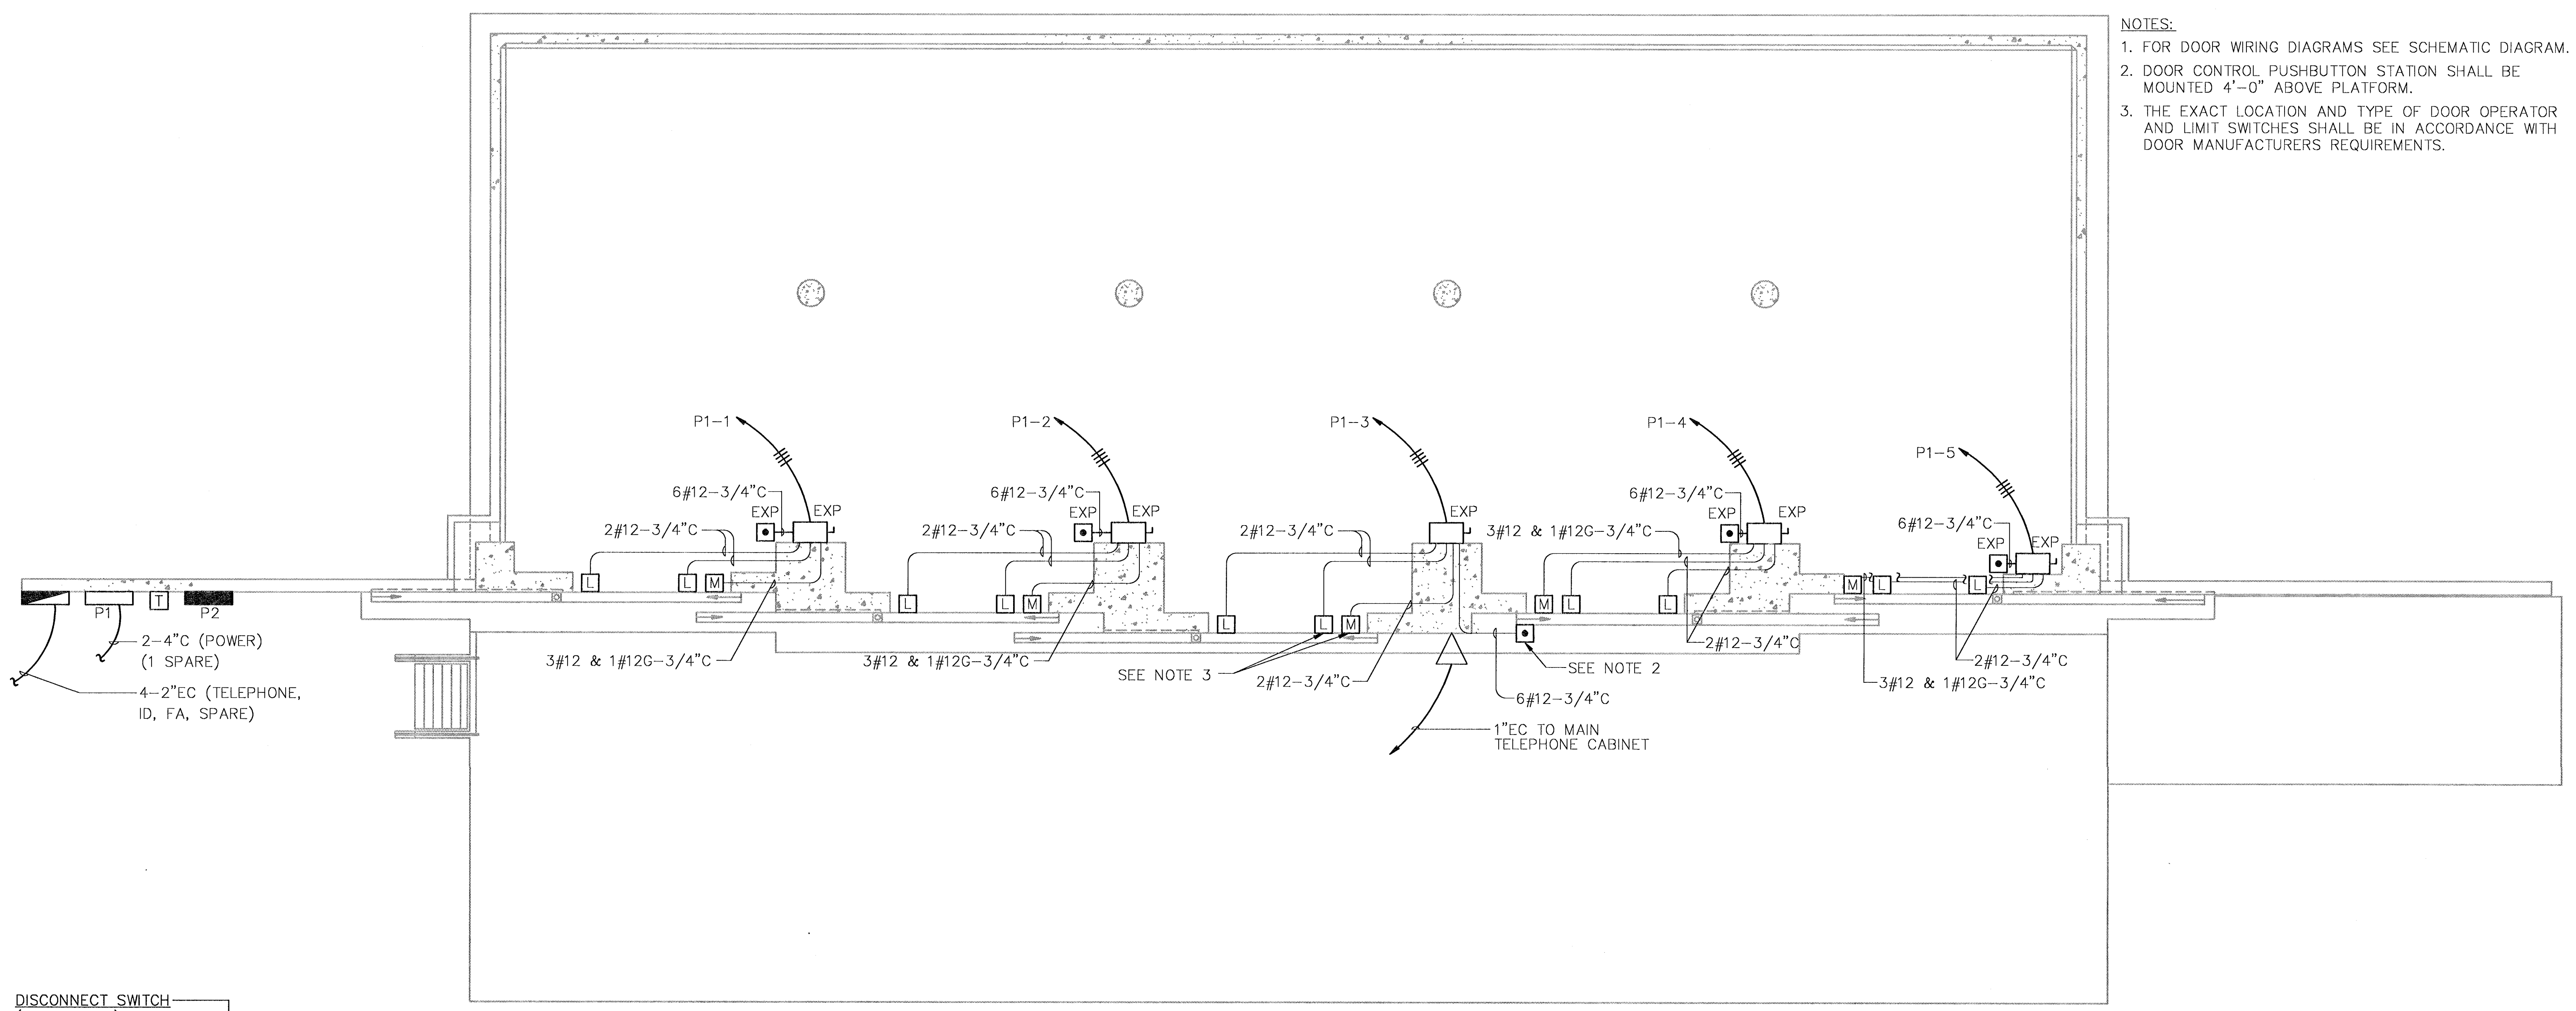 NOTES:
1. FOR DOOR WIRING DIAGRAMS SEE SCHEMATIC DIAGRAM.
2. DOOR CONTROL PUSHBUTTON STATION SHALL BE
MOUNTED 4'-0" ABOVE PLATFORM.
3. THE EXACT LOCATION AND TYPE OF DOOR OPERATOR
AND LIMIT SWITCHES SHALL BE IN ACCORDANCE WITH
DOOR MANUFACTURERS REQUIREMENTS.
P1-1
P1-2
P1-3
P1-4
P1-5
6#12-3/4"C
EXP
EXP
2#12-3/4"C
L
L
M
3#12 & 1#12G-3/4"C
6#12-3/4"C
EXP
EXP
2#12-3/4"C
L
L
M
3#12 & 1#12G-3/4"C
EXP
2#12-3/4"C
L
L
M
SEE NOTE 3
2#12-3/4"C
6#12-3/4"C
EXP
EXP
3#12 & 1#12G-3/4"C
M
L
L
2#12-3/4"C
SEE NOTE 2
6#12-3/4"C
1"EC TO MAIN
TELEPHONE CABINET
6#12-3/4"C
EXP
EXP
M
L
L
2#12-3/4"C
3#12 & 1#12G-3/4"C
P1
T
P2
2-4"C (POWER)
(1 SPARE)
4-2"EC (TELEPHONE,
ID, FA, SPARE)
DISCONNECT SWITCH